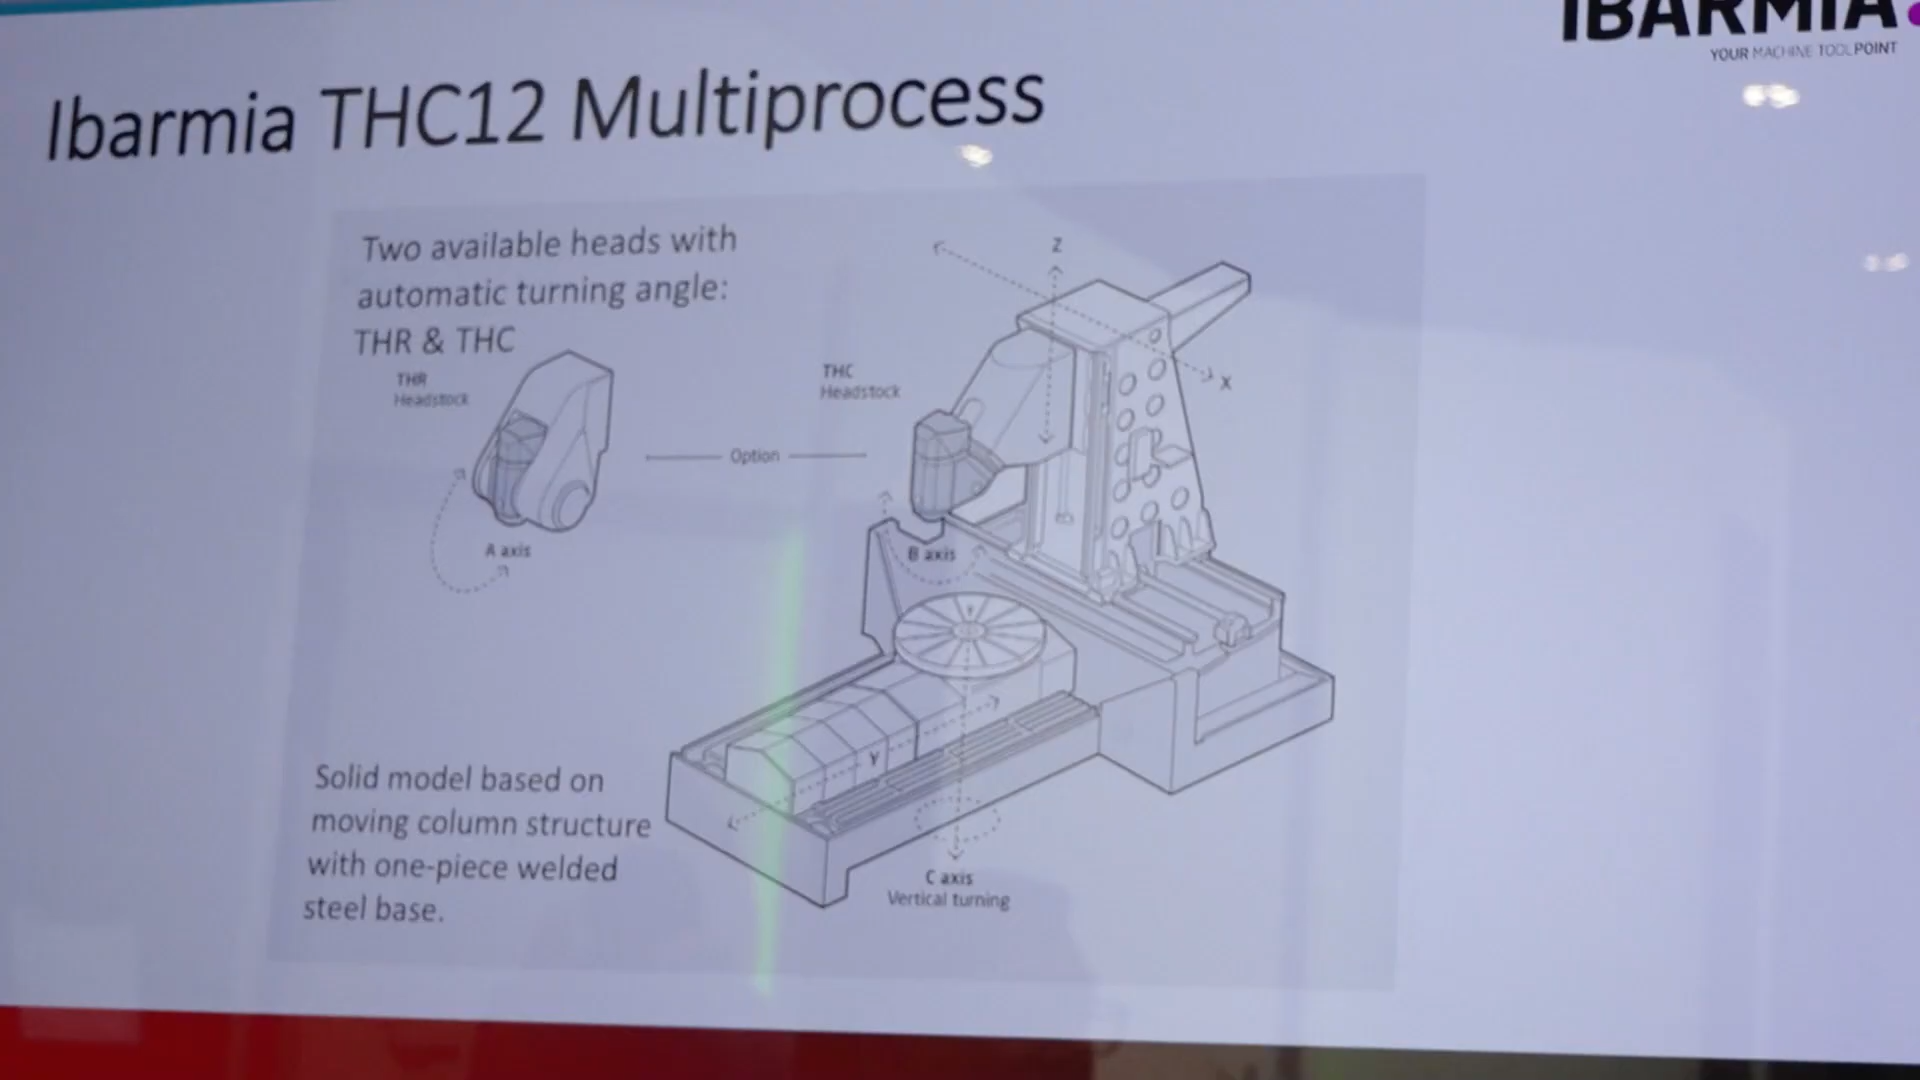 IBARMIA
YOUR MACHINE TOOL POINT
Ibarmia THC12 Multiprocess
Two available heads with
automatic turning angle:
THR & THC
THR
Headstock
A axis
Option
THC
Headstock
Z
X
B axis
Y
C axis
Vertical turning
Solid model based on
moving column structure
with one-piece welded
steel base.